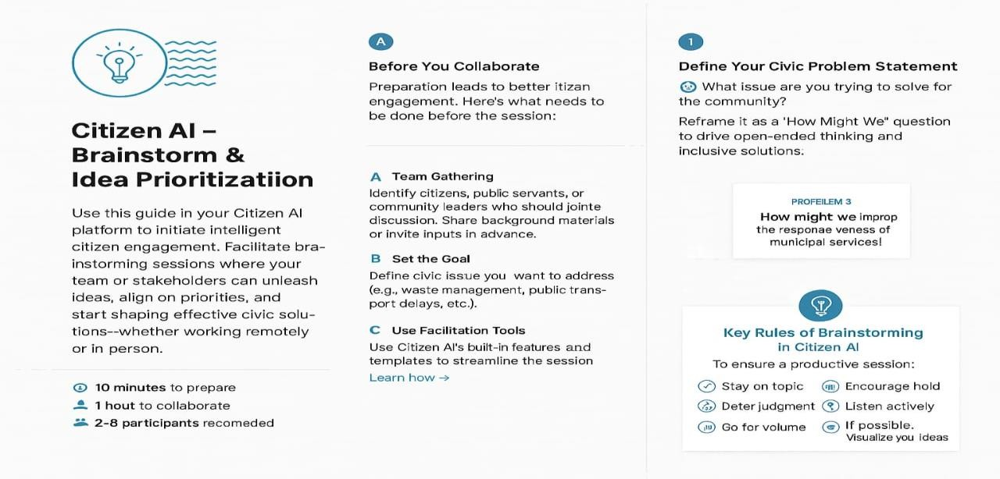 Citizen AI –
Brainstorm &
Idea Prioritizatiion
Use this guide in your Citizen AI
platform to initiate intelligent
citizen engagement. Facilitate bra-
instorming sessions where your
team or stakeholders can unleash
ideas, align on priorities, and
start shaping effective civic solu-
tions--whether working remotely
or in person.
10 minutes to prepare
1 hout to collaborate
2-8 participants recomeded
A
Before You Collaborate
Preparation leads to better itizan
engagement. Here's what needs to
be done before the session:
A Team Gathering
Identify citizens, public servants, or
community leaders who should jointe
discussion. Share background materials
or invite inputs in advance.
B Set the Goal
Define civic issue you want to address
(e.g., waste management, public trans-
port delays, etc.).
C Use Facilitation Tools
Use Citizen AI's built-in features and
templates to streamline the session
Learn how →
1
Define Your Civic Problem Statement
What issue are you trying to solve for
the community?
Reframe it as a 'How Might We" question
to drive open-ended thinking and
inclusive solutions.
PROFEILEM 3
How might we improp
the responae veness of
municipal services!
Key Rules of Brainstorming
in Citizen AI
To ensure a productive session:
Stay on topic
Encourage hold
Deter judgment
Listen actively
Go for volume
If possible.
Visualize you ideas